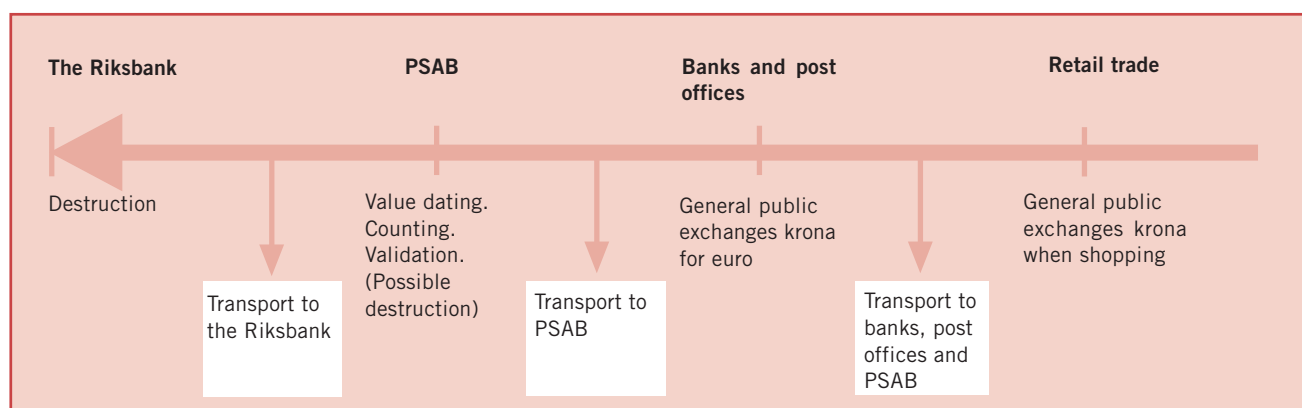 The Riksbank
PSAB
Banks and post
offices
Retail trade
Destruction
Value dating.
Counting.
Validation.
(Possible
destruction)
General public
exchanges krona
for euro
General public
exchanges krona
when shopping
Transport to
the Riksbank
Transport to
PSAB
Transport to
banks, post
offices and
PSAB